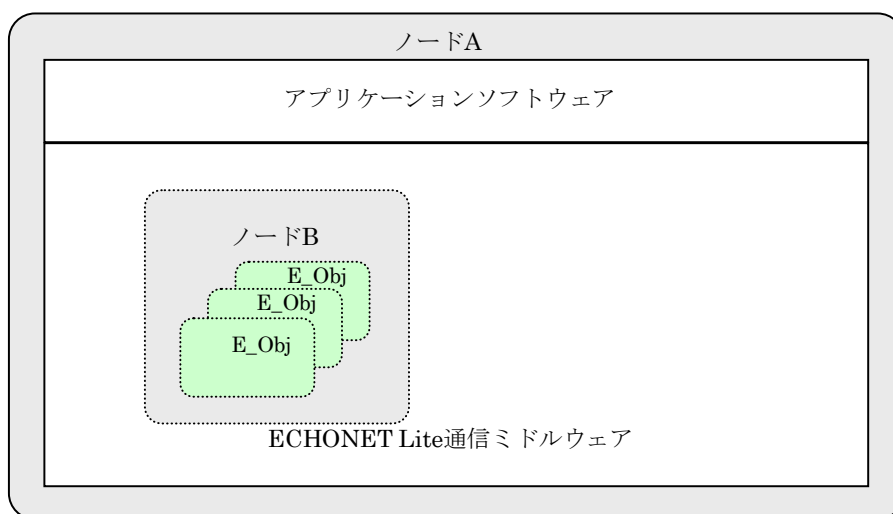 ノードA
アプリケーションソフトウェア
ノードB
E_Obj
E_Obj
E_Obj
ECHONET Lite通信ミドルウェア